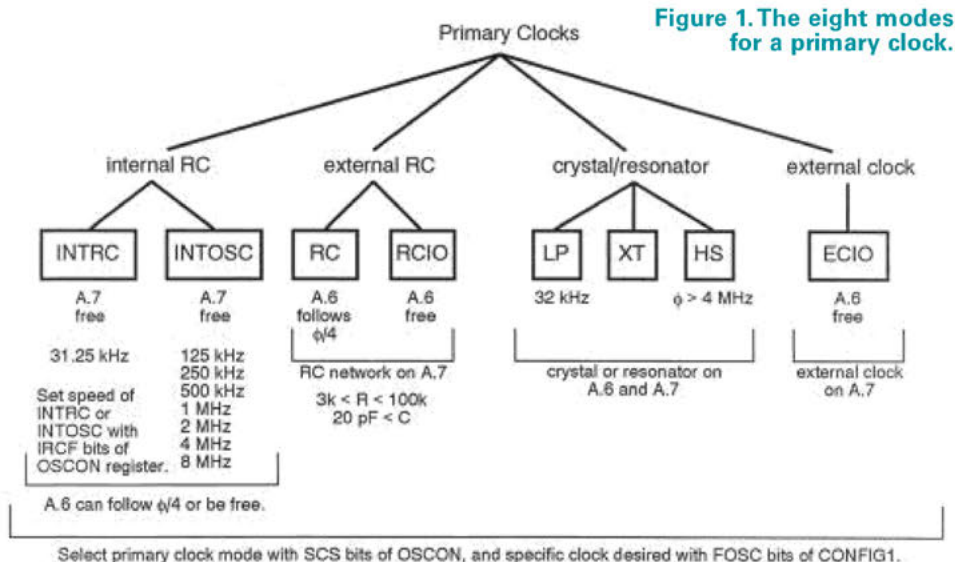 Figure 1. The eight modes
for a primary clock.
Primary Clocks
internal RC
external RC
crystal/resonator
external clock
INTRC
INTOSC
RC
RCIO
LP
XT
HS
ECIO
A.7
free
A.7
free
A.6
follows
ϕ/4
A.6
free
32 kHz
ϕ > 4 MHz
A.6
free
31.25 kHz
Set speed of
INTRC or
INTOSC with
IRCF bits of
OSCON register.
125 kHz
250 kHz
500 kHz
1 MHz
2 MHz
4 MHz
8 MHz
RC network on A.7
3k < R < 100k
20 pF < C
crystal or resonator on
A.6 and A.7
external clock
on A.7
A.6 can follow ϕ/4 or be free.
Select primary clock mode with SCS bits of OSCON, and specific clock desired with FOSC bits of CONFIG1.